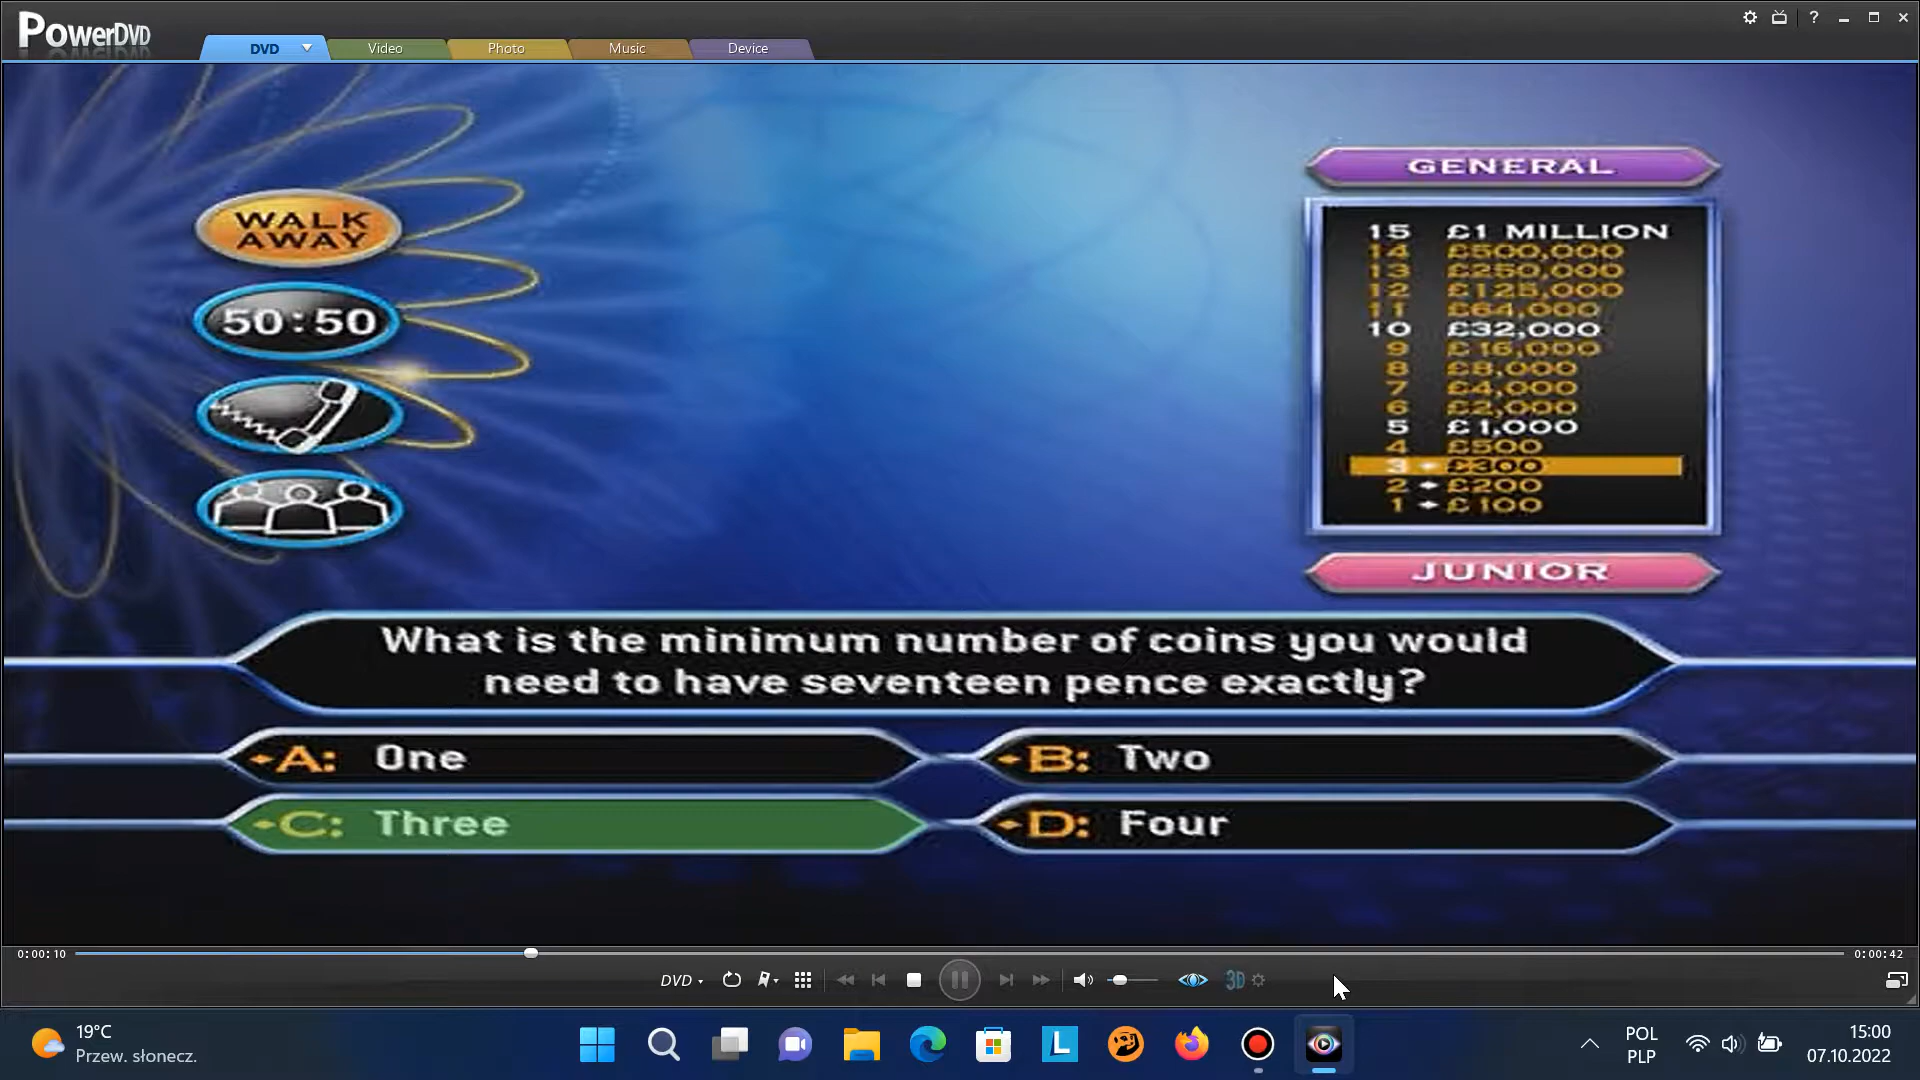 PowerDVD
DVD
Video
Photo
Music
Device
?
WALK
AWAY
50:50
GENERAL
15 £1 MILLION
14 £500,000
13 £250,000
12 £125,000
11 £64,000
10 £32,000
9 £16,000
8 £8,000
7 £4,000
6 £2,000
5 £1,000
4 £500
3 £300
2 £200
1 £100
JUNIOR
What is the minimum number of coins you would
need to have seventeen pence exactly?
A: One
B: Two
C: Three
D: Four
0:00:10
0:00:42
DVD
3D
19°C
Przew. słonecz.
L
POL
PLP
15:00
07.10.2022